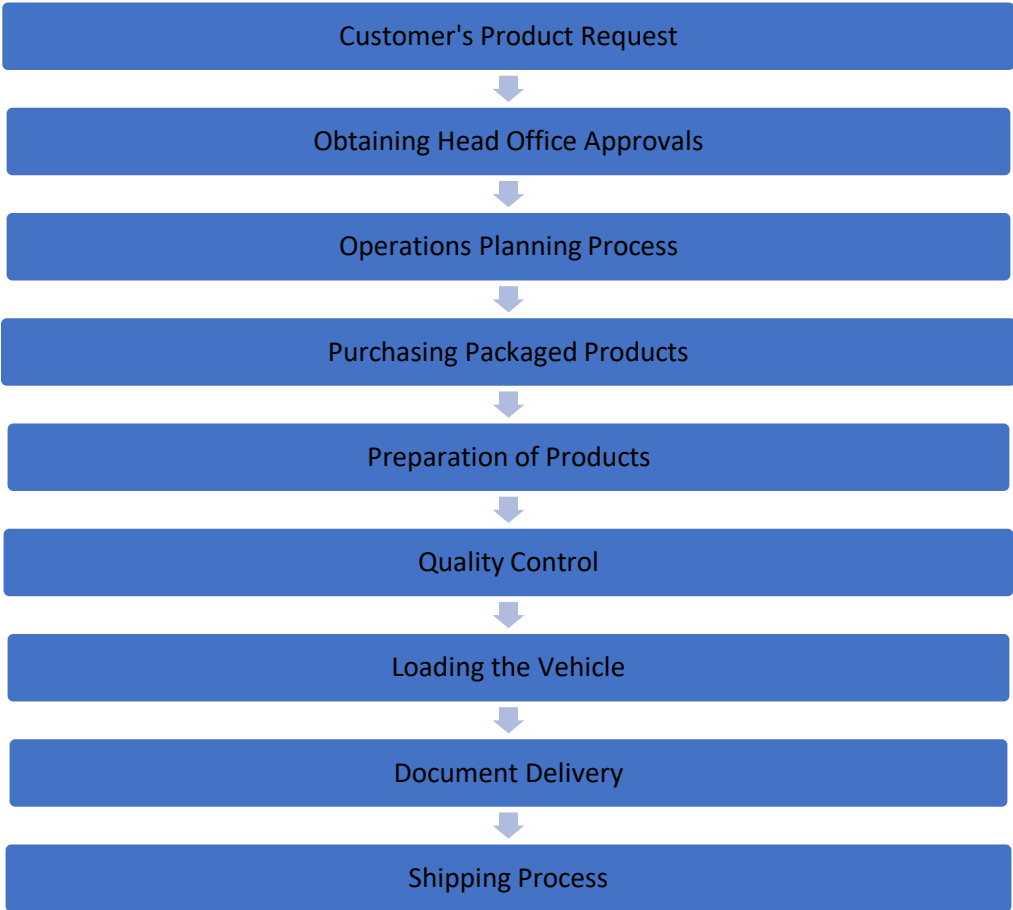 Customer's Product Request
Obtaining Head Office Approvals
Operations Planning Process
Purchasing Packaged Products
Preparation of Products
Quality Control
Loading the Vehicle
Document Delivery
Shipping Process